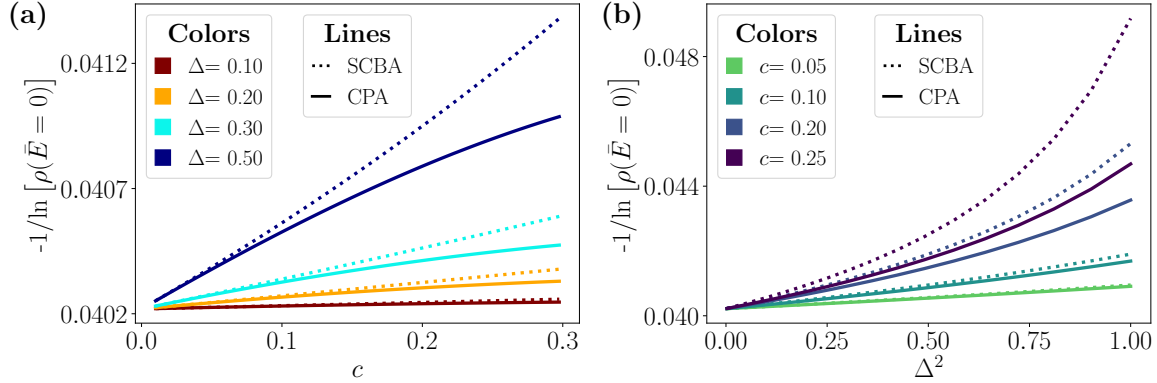 (a)
-1/ln [ρ(Ē = 0)]
0.0412
0.0407
0.0402
Colors
Δ= 0.10
Δ= 0.20
Δ= 0.30
Δ= 0.50
Lines
SCBA
CPA
0.0 0.1 0.2 0.3
c
(b)
-1/ln [ρ(Ē = 0)]
0.048
0.044
0.040
Colors
c= 0.05
c= 0.10
c= 0.20
c= 0.25
Lines
SCBA
CPA
0.00 0.25 0.50 0.75 1.00
Δ²